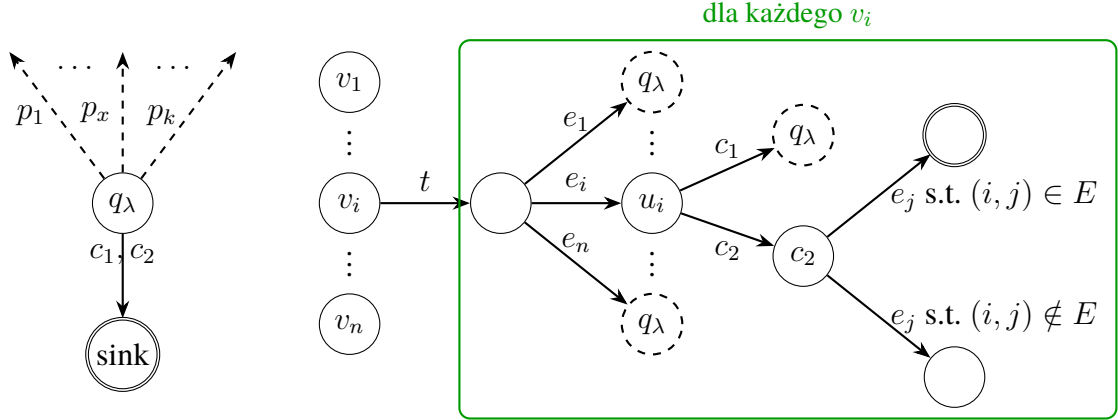 dla każdego v_i
p_1 p_x p_k
... ...
q_λ
c_1, c_2
sink
v_1
⋮
v_i
⋮
v_n
t
e_1
e_i
e_n
q_λ
⋮
u_i
⋮
q_λ
c_1
c_2
q_λ
c_2
e_j s.t. (i, j) ∈ E
e_j s.t. (i, j) ∉ E